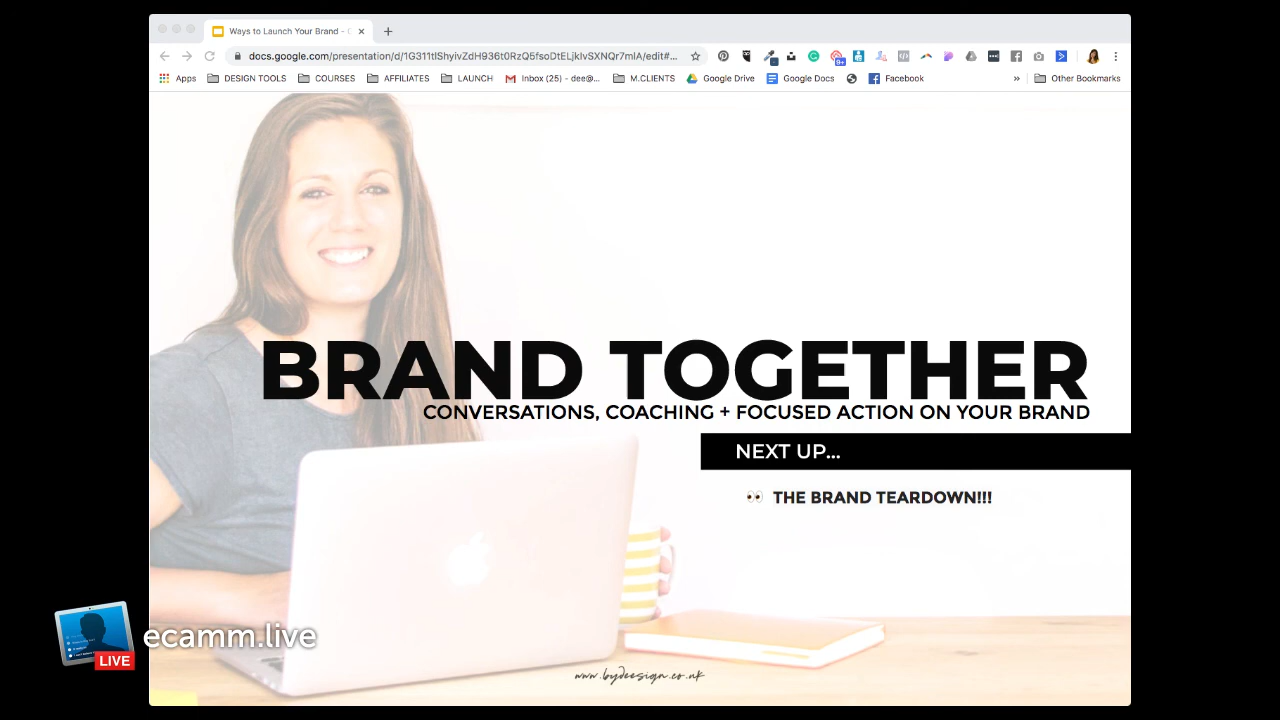 Ways to Launch Your Brand -
docs.google.com/presentation/d/1G311tlShyivZdH936t0RzQ5fsoDtELjkIvSXNQr7mIA/edit#...
9+
Apps DESIGN TOOLS COURSES AFFILIATES LAUNCH Inbox (25) - dee@... M.CLIENTS Google Drive Google Docs Facebook » Other Bookmarks
BRAND TOGETHER
CONVERSATIONS, COACHING + FOCUSED ACTION ON YOUR BRAND
NEXT UP...
👀 THE BRAND TEARDOWN!!!
ecamm.live
LIVE
www.bydeesign.co.uk